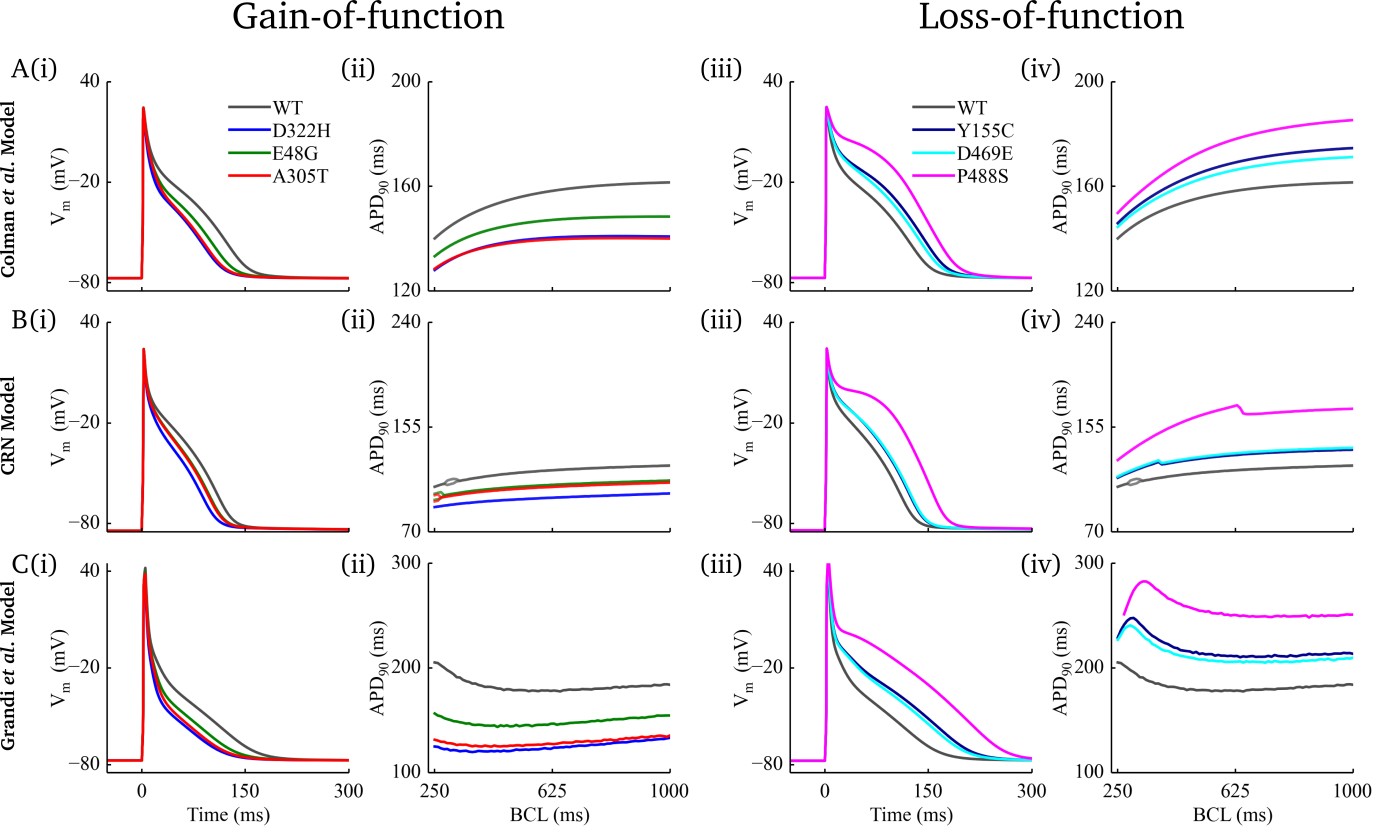 Gain-of-function
Loss-of-function
Colman et al. Model
A(i)
40
−20
−80
Vm (mV)
WT
D322H
E48G
A305T
(ii)
200
160
120
APD90 (ms)
(iii)
40
−20
−80
Vm (mV)
WT
Y155C
D469E
P488S
(iv)
200
160
120
APD90 (ms)
CRN Model
B(i)
40
−20
−80
Vm (mV)
(ii)
240
155
70
APD90 (ms)
(iii)
40
−20
−80
Vm (mV)
(iv)
240
155
70
APD90 (ms)
Grandi et al. Model
C(i)
40
−20
−80
Vm (mV)
0
150
300
Time (ms)
(ii)
300
200
100
APD90 (ms)
250
625
1000
BCL (ms)
(iii)
40
−20
−80
Vm (mV)
0
150
300
Time (ms)
(iv)
300
200
100
APD90 (ms)
250
625
1000
BCL (ms)